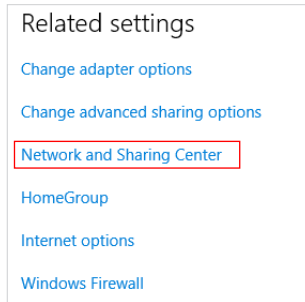 Related settings
Change adapter options
Change advanced sharing options
Network and Sharing Center
HomeGroup
Internet options
Windows Firewall